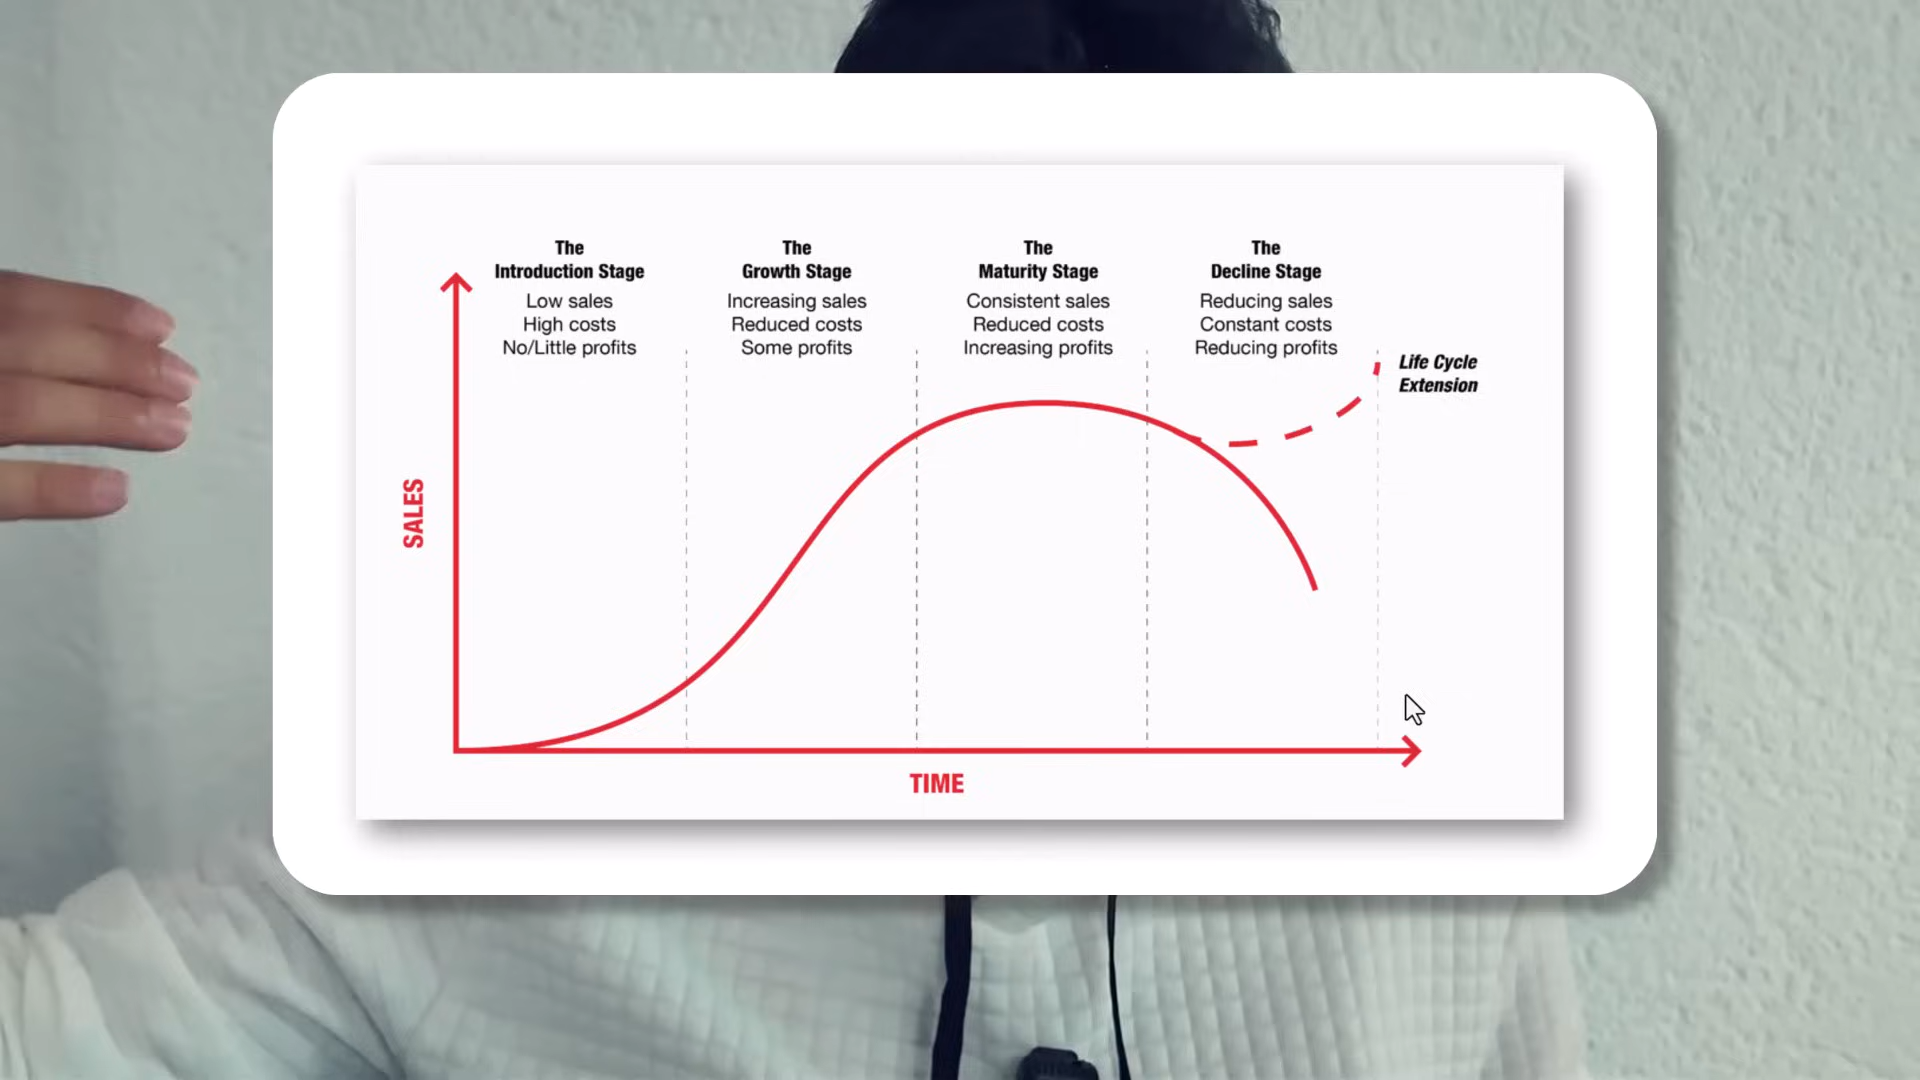 The
Introduction Stage
Low sales
High costs
No/Little profits
The
Growth Stage
Increasing sales
Reduced costs
Some profits
The
Maturity Stage
Consistent sales
Reduced costs
Increasing profits
The
Decline Stage
Reducing sales
Constant costs
Reducing profits
Life Cycle
Extension
SALES
TIME